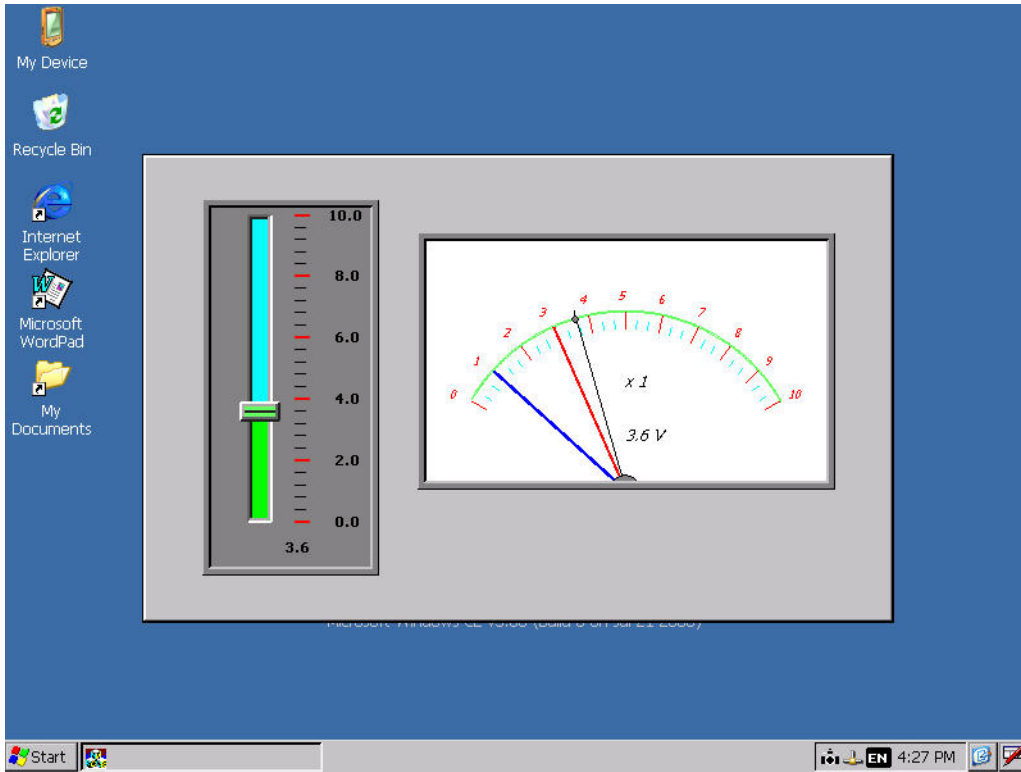 My Device
Recycle Bin
Internet
Explorer
Microsoft
WordPad
My
Documents
10.0
8.0
6.0
4.0
2.0
0.0
3.6
0
1
2
3
4
5
6
7
8
9
10
x 1
3.6 V
Start
EN
4:27 PM